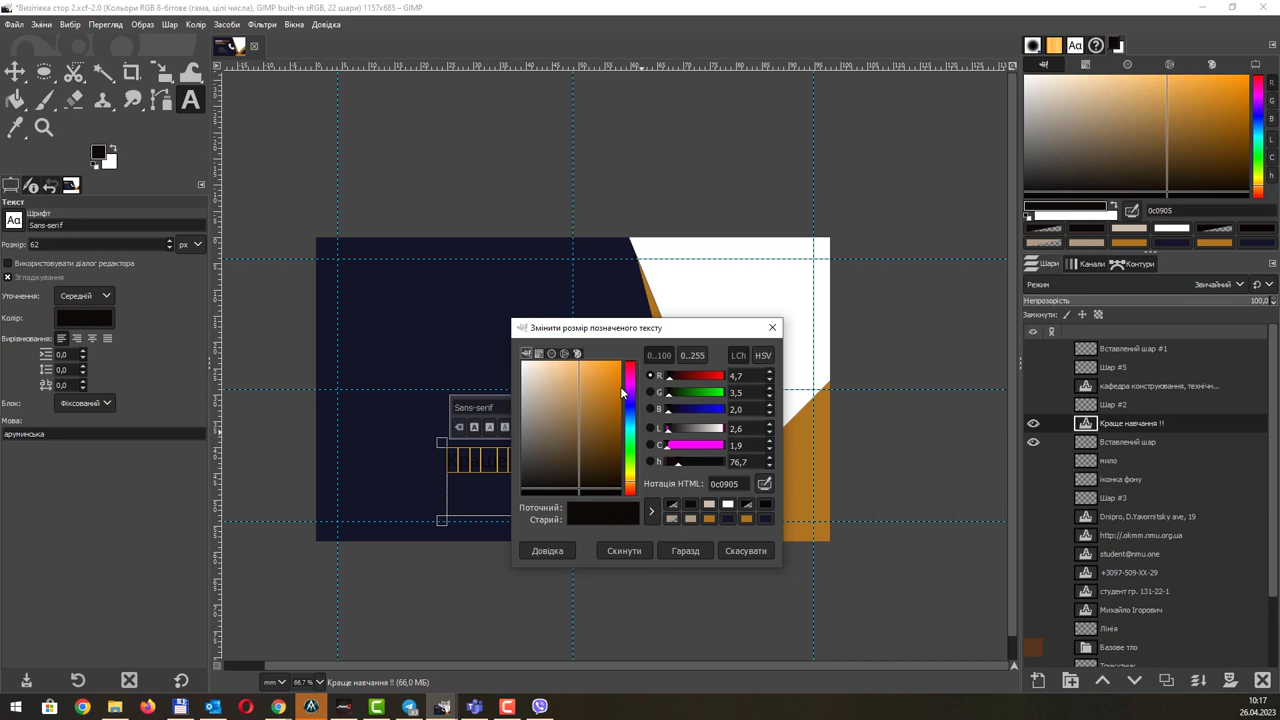 *Візитівка стор 2.xcf-2.0 (Кольори RGB 8-бітове (гама, цілі числа), GIMP built-in sRGB, 22 шари) 1157x685 – GIMP
Файл Зміни Вибір Перегляд Образ Шар Колір Засоби Фільтри Вікна Довідка
Текст
Шрифт
Sans-serif
Розмір: 62 px
Використовувати діалог редактора
Згладжування
Уточнення: Середній
Колір:
Вирівнювання:
0,0
0,0
0,0
Блок: Фіксований
Мова:
аруминська
Sans-serif
Змінити розмір позначеного тексту
0..100 0..255 LCh HSV
R 4,7
G 3,5
B 2,0
L 2,6
C 1,9
h 76,7
Нотація HTML: 0c0905
Поточний:
Старий:
Довідка Скинути Гаразд Скасувати
mm 66,7 % Краще навчання !! (66,0 МБ)
R
G
B
L
C
h
0c0905
Шари Канали Контури
Режим Звичайний
Непрозорість 100,0
Замкнути:
Вставлений шар #1
Шар #5
кафедра конструювання, технічн...
Шар #2
Краще навчання !!
Вставлений шар
мило
іконка фону
Шар #3
Dnipro, D.Yavornitsky ave, 19
http://.okmm.nmu.org.ua
student@nmu.one
+3097-509-XX-29
студент гр. 131-22-1
Михайло Ігорович
Лінія
Базове тло
Трикутник
10:17
26.04.2023